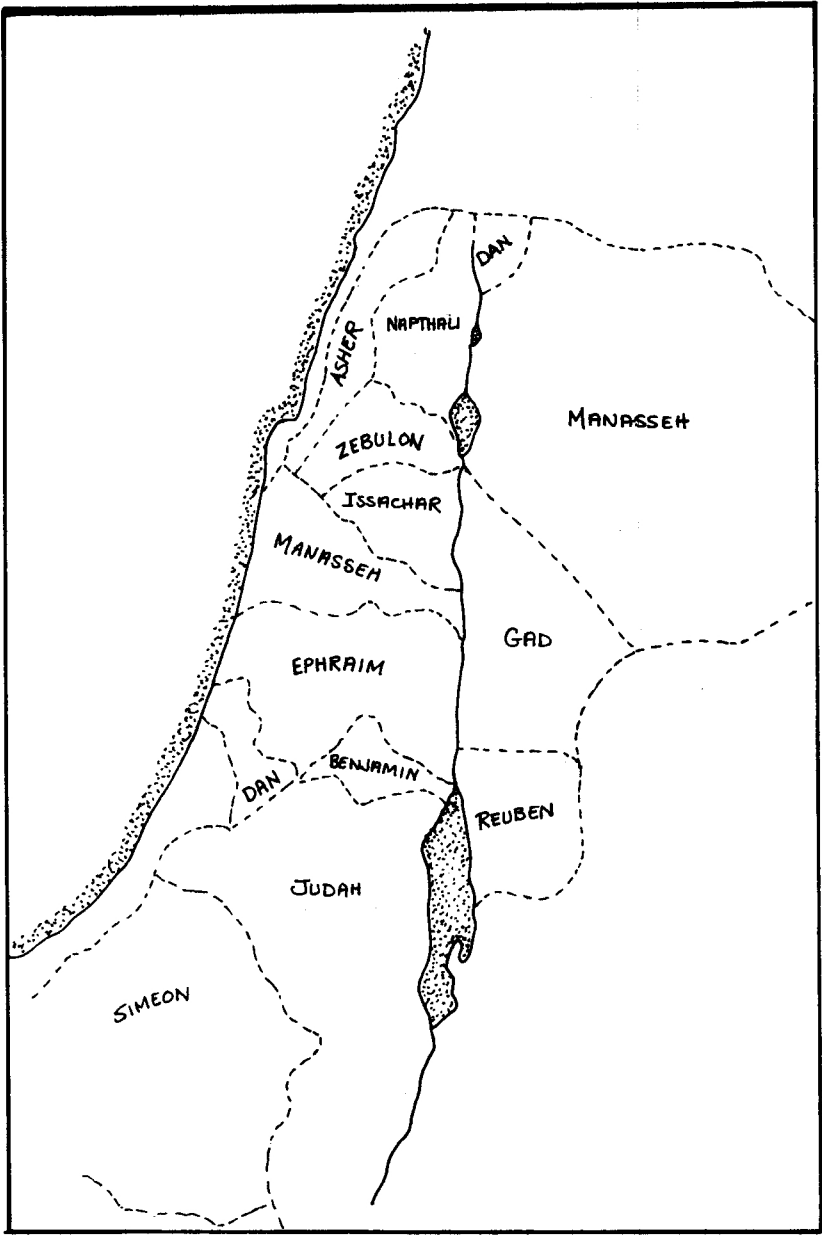 DAN
NAPTHALI
ASHER
MANASSEH
ZEBULON
ISSACHAR
MANASSEH
GAD
EPHRAIM
BENJAMIN
DAN
REUBEN
JUDAH
SIMEON